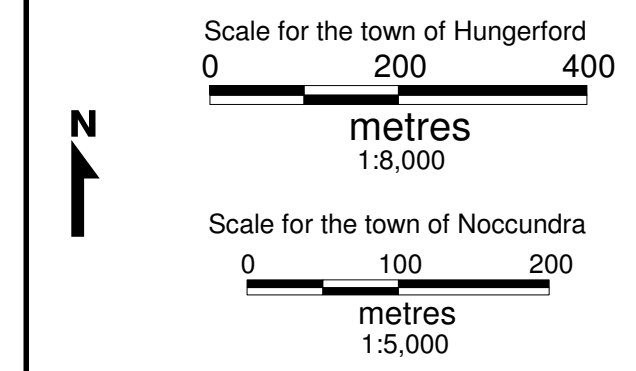 Scale for the town of Hungerford
0 200 400
N
metres
1:8,000
Scale for the town of Noccundra
0 100 200
metres
1:5,000